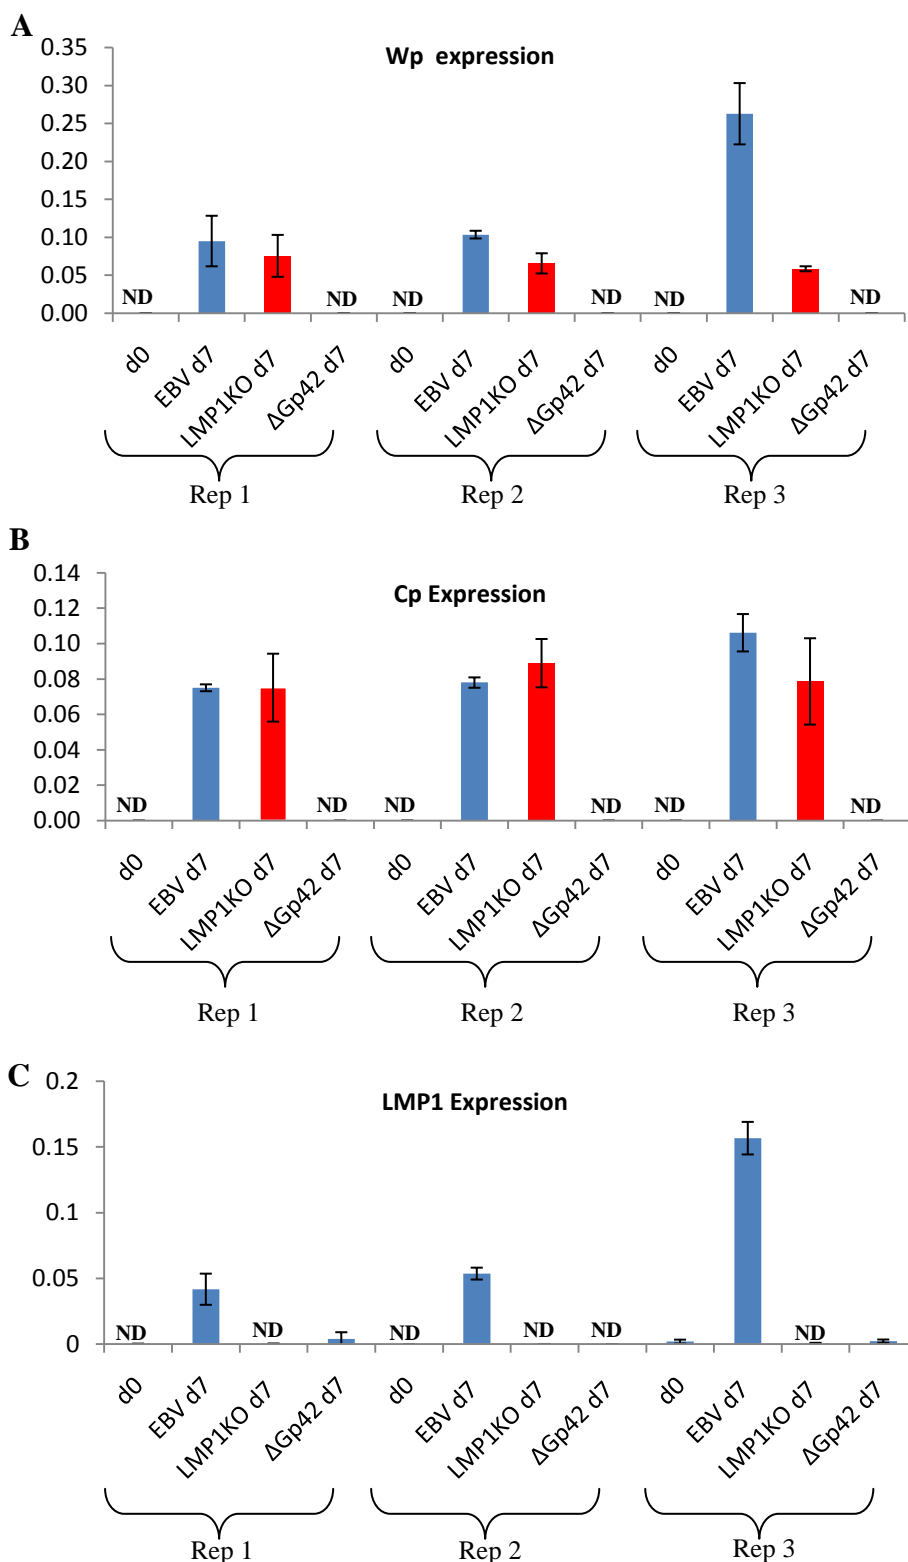 A
Wp expression
0.35
0.30
0.25
0.20
0.15
0.10
0.05
0.00
ND ND ND ND ND ND
d0 EBV d7 LMP1KO d7 ΔGp42 d7 d0 EBV d7 LMP1KO d7 ΔGp42 d7 d0 EBV d7 LMP1KO d7 ΔGp42 d7
Rep 1 Rep 2 Rep 3
B
Cp Expression
0.14
0.12
0.10
0.08
0.06
0.04
0.02
0.00
ND ND ND ND ND ND
d0 EBV d7 LMP1KO d7 ΔGp42 d7 d0 EBV d7 LMP1KO d7 ΔGp42 d7 d0 EBV d7 LMP1KO d7 ΔGp42 d7
Rep 1 Rep 2 Rep 3
C
LMP1 Expression
0.2
0.15
0.1
0.05
0
ND ND ND ND ND ND
d0 EBV d7 LMP1KO d7 ΔGp42 d7 d0 EBV d7 LMP1KO d7 ΔGp42 d7 d0 EBV d7 LMP1KO d7 ΔGp42 d7
Rep 1 Rep 2 Rep 3